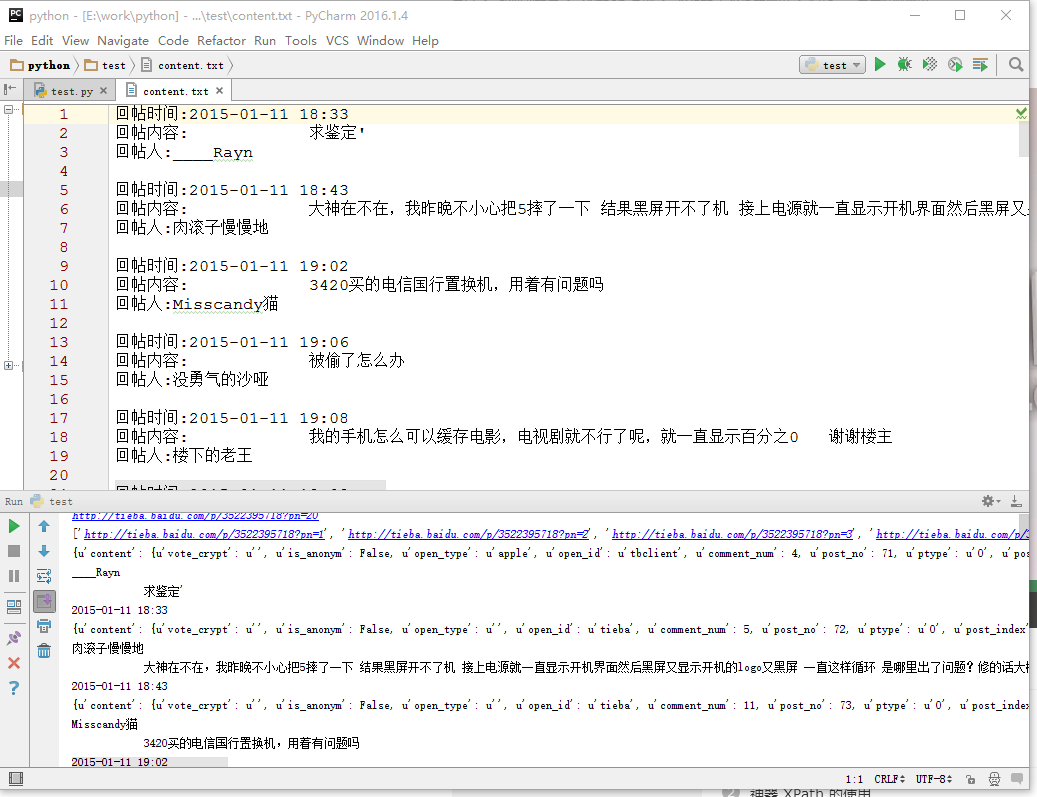 python - [E:\work\python] - ...\test\content.txt - PyCharm 2016.1.4
File Edit View Navigate Code Refactor Run Tools VCS Window Help
python test content.txt test
test.py content.txt
1 回帖时间:2015-01-11 18:33
2 回帖内容: 求鉴定'
3 回帖人:____Rayn
4
5 回帖时间:2015-01-11 18:43
6 回帖内容: 大神在不在，我昨晚不小心把5摔了一下 结果黑屏开不了机 接上电源就一直显示开机界面然后黑屏又
7 回帖人:肉滚子慢慢地
8
9 回帖时间:2015-01-11 19:02
10 回帖内容: 3420买的电信国行置换机，用着有问题吗
11 回帖人:Misscandy猫
12
13 回帖时间:2015-01-11 19:06
14 回帖内容: 被偷了怎么办
15 回帖人:没勇气的沙哑
16
17 回帖时间:2015-01-11 19:08
18 回帖内容: 我的手机怎么可以缓存电影，电视剧就不行了呢，就一直显示百分之0 谢谢楼主
19 回帖人:楼下的老王
20
Run test
http://tieba.baidu.com/p/3522395718?pn=20
['http://tieba.baidu.com/p/3522395718?pn=1', 'http://tieba.baidu.com/p/3522395718?pn=2', 'http://tieba.baidu.com/p/3522395718?pn=3', 'http://tieba.baidu.com/p/3
{u'content': {u'vote_crypt': u'', u'is_anonym': False, u'open_type': u'apple', u'open_id': u'tbclient', u'comment_num': 4, u'post_no': 71, u'ptype': u'0', u'pos
____Rayn
求鉴定'
2015-01-11 18:33
{u'content': {u'vote_crypt': u'', u'is_anonym': False, u'open_type': u'', u'open_id': u'tieba', u'comment_num': 5, u'post_no': 72, u'ptype': u'0', u'post_index'
肉滚子慢慢地
大神在不在，我昨晚不小心把5摔了一下 结果黑屏开不了机 接上电源就一直显示开机界面然后黑屏又显示开机的logo又黑屏 一直这样循环 是哪里出了问题？修的话大
2015-01-11 18:43
{u'content': {u'vote_crypt': u'', u'is_anonym': False, u'open_type': u'', u'open_id': u'tieba', u'comment_num': 11, u'post_no': 73, u'ptype': u'0', u'post_index
Misscandy猫
3420买的电信国行置换机，用着有问题吗
2015-01-11 19:02
1:1 CRLF UTF-8
神器 XPath 的使用